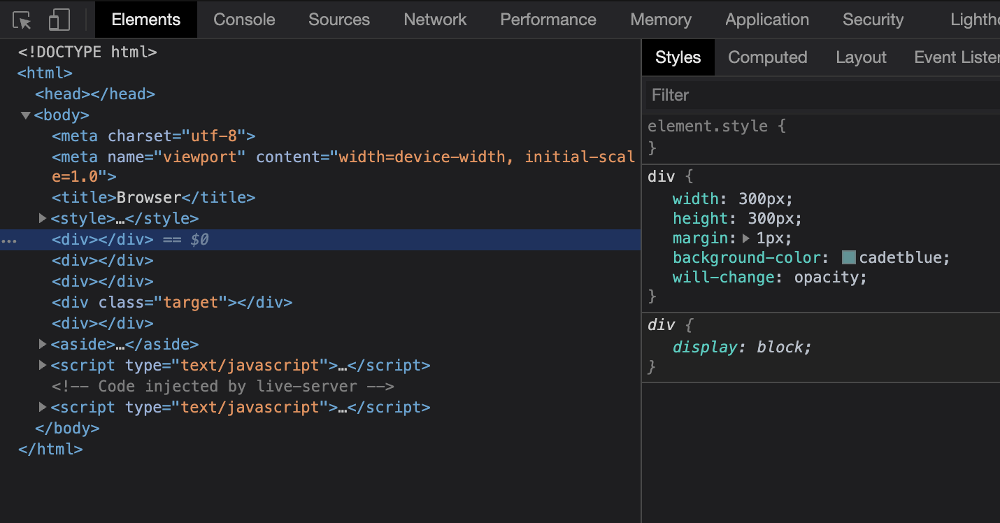 Elements Console Sources Network Performance Memory Application Security Lightho
<!DOCTYPE html>
<html>
<head></head>
<body>
<meta charset="utf-8">
<meta name="viewport" content="width=device-width, initial-scal
e=1.0">
<title>Browser</title>
<style>…</style>
<div></div> == $0
<div></div>
<div></div>
<div class="target"></div>
<div></div>
<aside>…</aside>
<script type="text/javascript">…</script>
<!-- Code injected by live-server -->
<script type="text/javascript">…</script>
</body>
</html>
Styles Computed Layout Event Listen
Filter
element.style {
}
div {
width: 300px;
height: 300px;
margin: 1px;
background-color: cadetblue;
will-change: opacity;
}
div {
display: block;
}